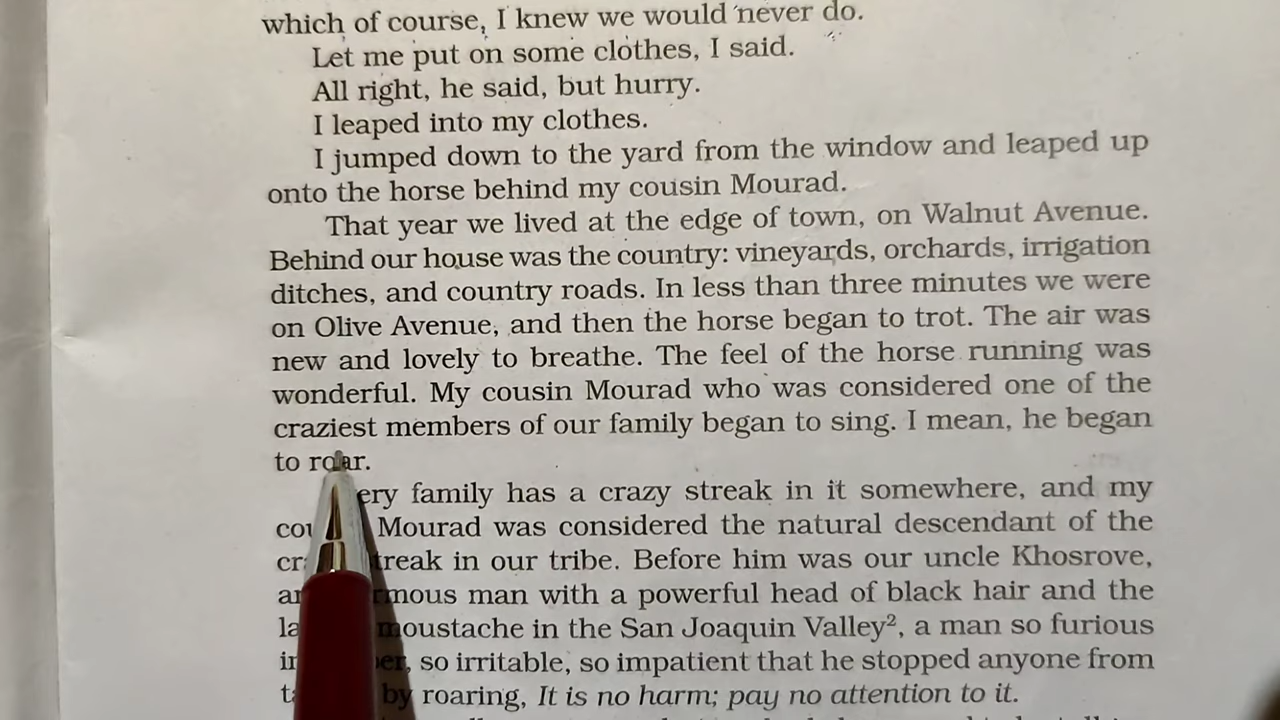 which of course, I knew we would never do.
Let me put on some clothes, I said.
All right, he said, but hurry.
I leaped into my clothes.
I jumped down to the yard from the window and leaped up
onto the horse behind my cousin Mourad.
That year we lived at the edge of town, on Walnut Avenue.
Behind our house was the country: vineyards, orchards, irrigation
ditches, and country roads. In less than three minutes we were
on Olive Avenue, and then the horse began to trot. The air was
new and lovely to breathe. The feel of the horse running was
wonderful. My cousin Mourad who was considered one of the
craziest members of our family began to sing. I mean, he began
to roar.
family has a crazy streak in it somewhere, and my
Mourad was considered the natural descendant of the
in our tribe. Before him was our uncle Khosrove,
man with a powerful head of black hair and the
moustache in the San Joaquin Valley², a man so furious
so irritable, so impatient that he stopped anyone from
by roaring, It is no harm; pay no attention to it.